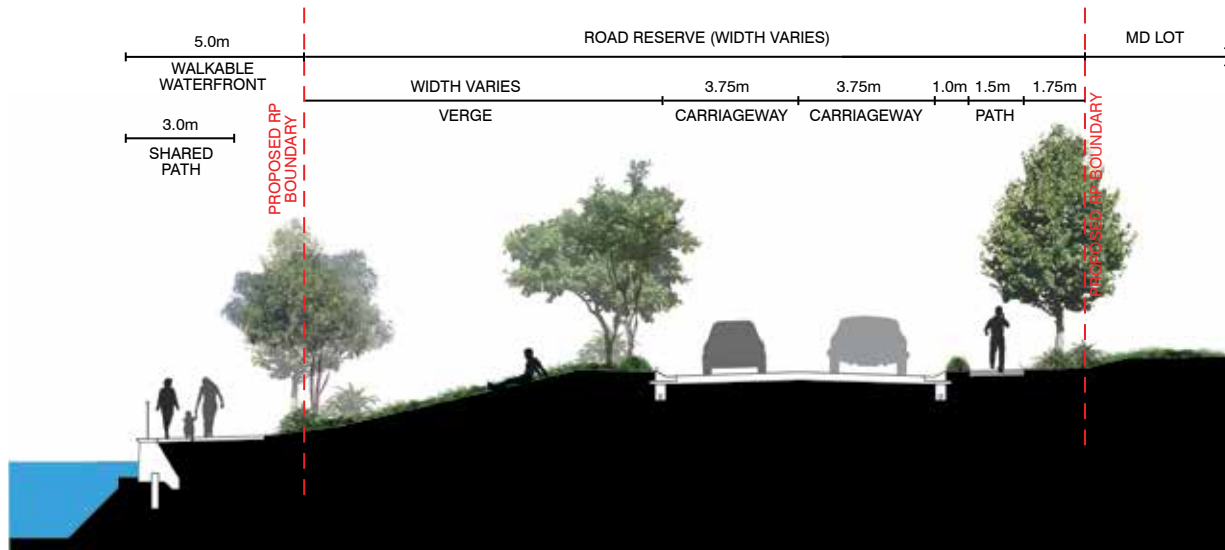 5.0m
ROAD RESERVE (WIDTH VARIES)
MD LOT
WALKABLE
WATERFRONT
WIDTH VARIES
3.75m
3.75m
1.0m
1.5m
1.75m
VERGE
CARRIAGEWAY
CARRIAGEWAY
PATH
3.0m
SHARED
PATH
PROPOSED RP
BOUNDARY
PROPOSED RP BOUNDARY